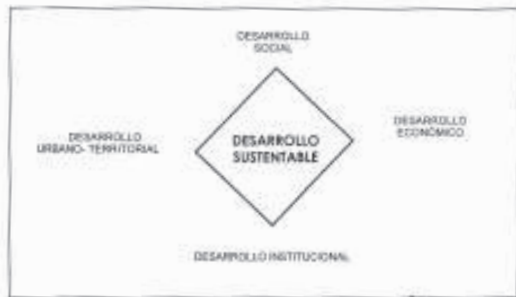 DESARROLLO
SOCIAL
DESARROLLO
ECONÓMICO
DESARROLLO
URBANO- TERRITORIAL
DESARROLLO
SUSTENTABLE
DESARROLLO INSTITUCIONAL